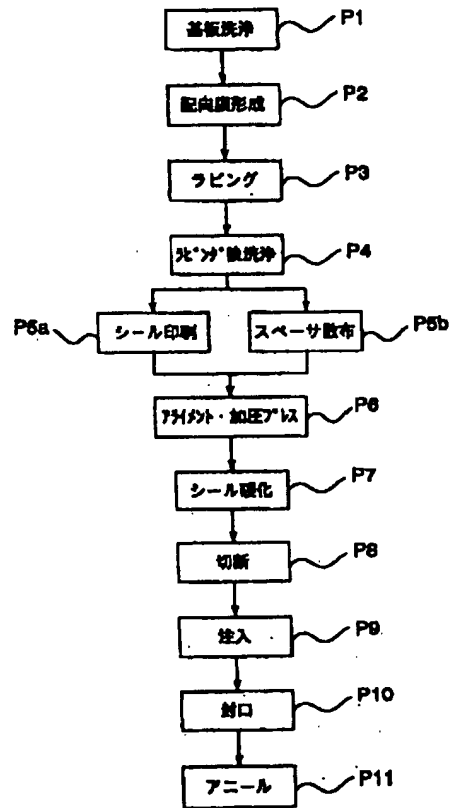 基板洗浄 P1
配向膜形成 P2
ラビング P3
ﾗﾋﾞﾝｸﾞ後洗浄 P4
P5a シール印刷 スペーサ散布 P5b
ｱﾗｲﾒﾝﾄ・加圧ﾌﾟﾚｽ P6
シール硬化 P7
切断 P8
注入 P9
封口 P10
アニール P11